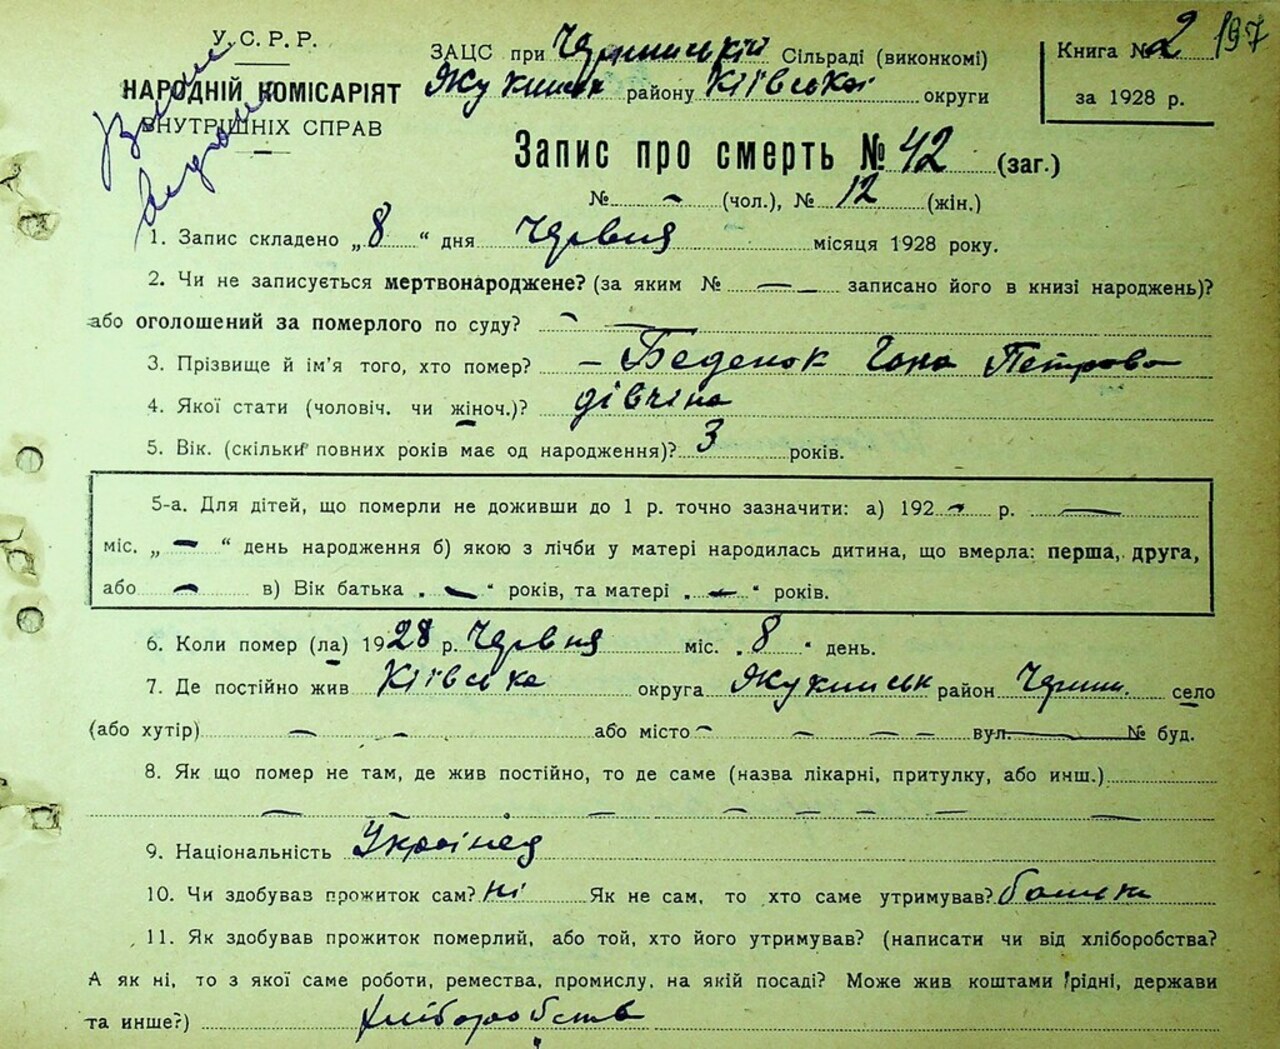 У. С. Р. Р.
НАРОДНІЙ КОМІСАРІЯТ
ВНУТРІШНІХ СПРАВ
ЗАЦС при Сільраді (виконкомі)
району Київської округи
Книга № 2 197
за 1928 р.
Запис про смерть № 42 (заг.)
№ - (чол.), № 12 (жін.)
1. Запис складено „8“ дня Червня місяця 1928 року.
2. Чи не записується мертвонароджене? (за яким № — — записано його в книзі народжень)?
або оголошений за померлого по суду? — —
3. Прізвище й ім'я того, хто помер? — Беденок Петрова
4. Якої стати (чоловіч. чи жіноч.)? дівчіна
5. Вік. (скільки повних років має од народження)? 3 років.
5-а. Для дітей, що померли не доживши до 1 р. точно зазначити: а) 192 - р. —
міс. „ — “ день народження б) якою з лічби у матері народилась дитина, що вмерла: перша, друга,
або — в) Вік батька „ — “ років, та матері „ — “ років.
6. Коли помер (ла) 1928 р. Червня міс. „8“ день.
7. Де постійно жив Київська округа район село
(або хутір) — — або місто — — — — вул. — № буд.
8. Як що помер не там, де жив постійно, то де саме (назва лікарні, притулку, або инш.)
— — — — — — —
9. Національність
10. Чи здобував прожиток сам? ні Як не сам, то хто саме утримував? батьки
11. Як здобував прожиток померлий, або той, хто його утримував? (написати чи від хліборобства?
А як ні, то з якої саме роботи, ремества, промислу, на якій посаді? Може жив коштами рідні, держави
та инше?) хліборобств